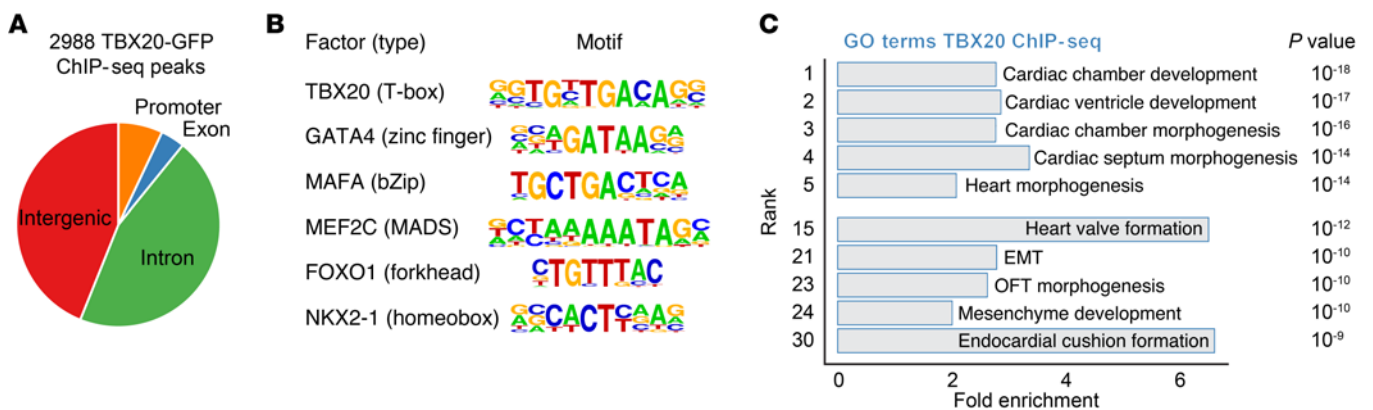 A
2988 TBX20-GFP
ChIP-seq peaks
Promoter
Exon
Intergenic
Intron
B
Factor (type) Motif
TBX20 (T-box)
GATA4 (zinc finger)
MAFA (bZip)
MEF2C (MADS)
FOXO1 (forkhead)
NKX2-1 (homeobox)
C
GO terms TBX20 ChIP-seq P value
Rank
1 Cardiac chamber development 10-18
2 Cardiac ventricle development 10-17
3 Cardiac chamber morphogenesis 10-16
4 Cardiac septum morphogenesis 10-14
5 Heart morphogenesis 10-14
15 Heart valve formation 10-12
21 EMT 10-10
23 OFT morphogenesis 10-10
24 Mesenchyme development 10-10
30 Endocardial cushion formation 10-9
0 2 4 6
Fold enrichment